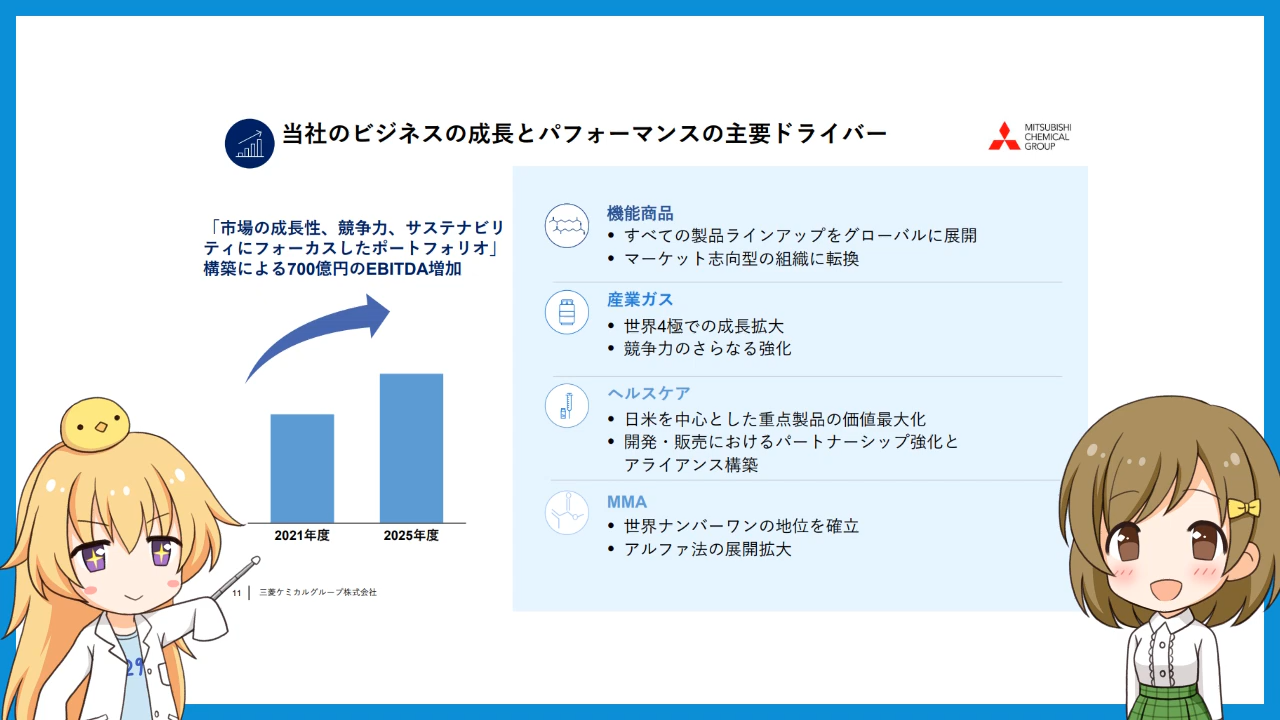 当社のビジネスの成長とパフォーマンスの主要ドライバー
MITSUBISHI
CHEMICAL
GROUP
「市場の成長性、競争力、サステナビリ
ティにフォーカスしたポートフォリオ」
構築による700億円のEBITDA増加
2021年度
2025年度
機能商品
• すべての製品ラインアップをグローバルに展開
• マーケット志向型の組織に転換
産業ガス
• 世界4極での成長拡大
• 競争力のさらなる強化
ヘルスケア
• 日米を中心とした重点製品の価値最大化
• 開発・販売におけるパートナーシップ強化と
アライアンス構築
MMA
• 世界ナンバーワンの地位を確立
• アルファ法の展開拡大
11
三菱ケミカルグループ株式会社
29